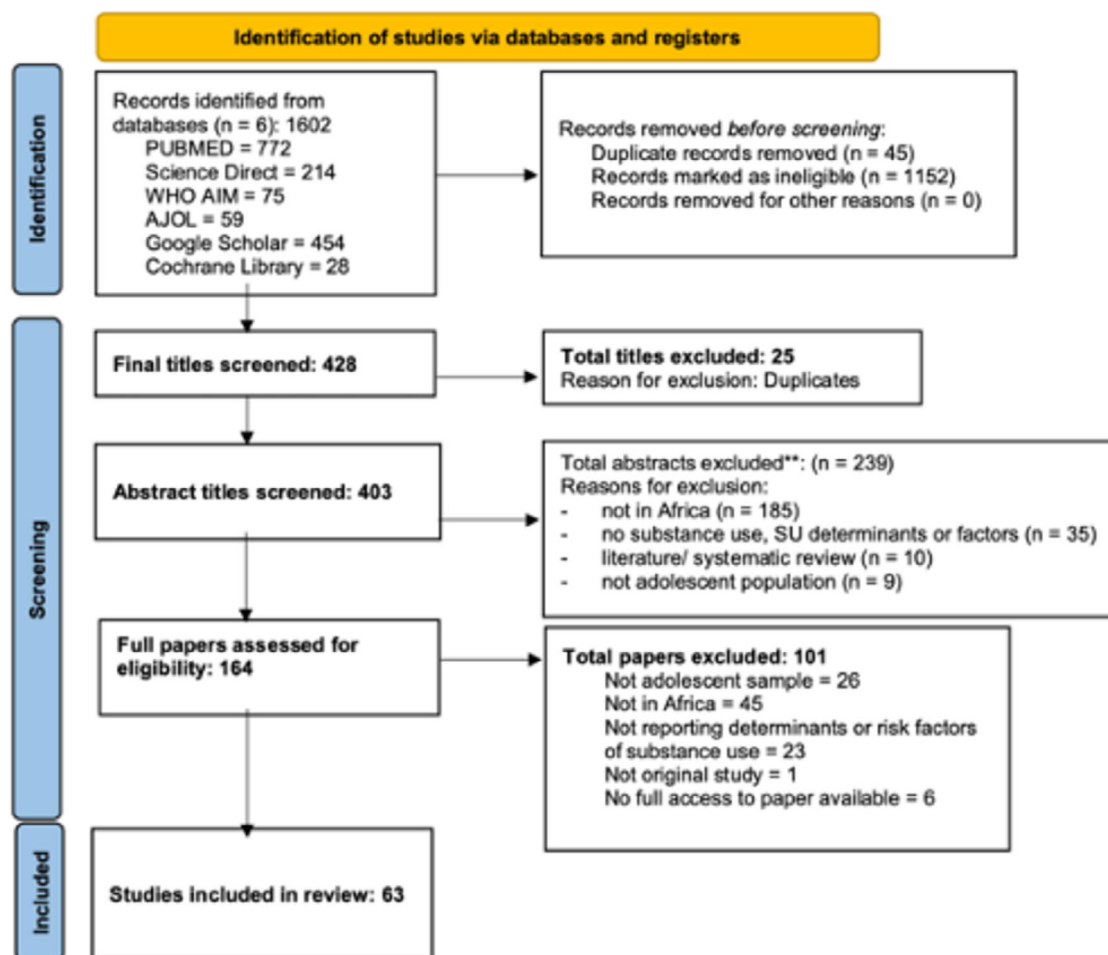 Identification of studies via databases and registers
Identification
Records identified from
databases (n = 6): 1602
PUBMED = 772
Science Direct = 214
WHO AIM = 75
AJOL = 59
Google Scholar = 454
Cochrane Library = 28
Records removed before screening:
Duplicate records removed (n = 45)
Records marked as ineligible (n = 1152)
Records removed for other reasons (n = 0)
Screening
Final titles screened: 428
Total titles excluded: 25
Reason for exclusion: Duplicates
Abstract titles screened: 403
Total abstracts excluded**: (n = 239)
Reasons for exclusion:
- not in Africa (n = 185)
- no substance use, SU determinants or factors (n = 35)
- literature/ systematic review (n = 10)
- not adolescent population (n = 9)
Full papers assessed for
eligibility: 164
Total papers excluded: 101
Not adolescent sample = 26
Not in Africa = 45
Not reporting determinants or risk factors
of substance use = 23
Not original study = 1
No full access to paper available = 6
Included
Studies included in review: 63